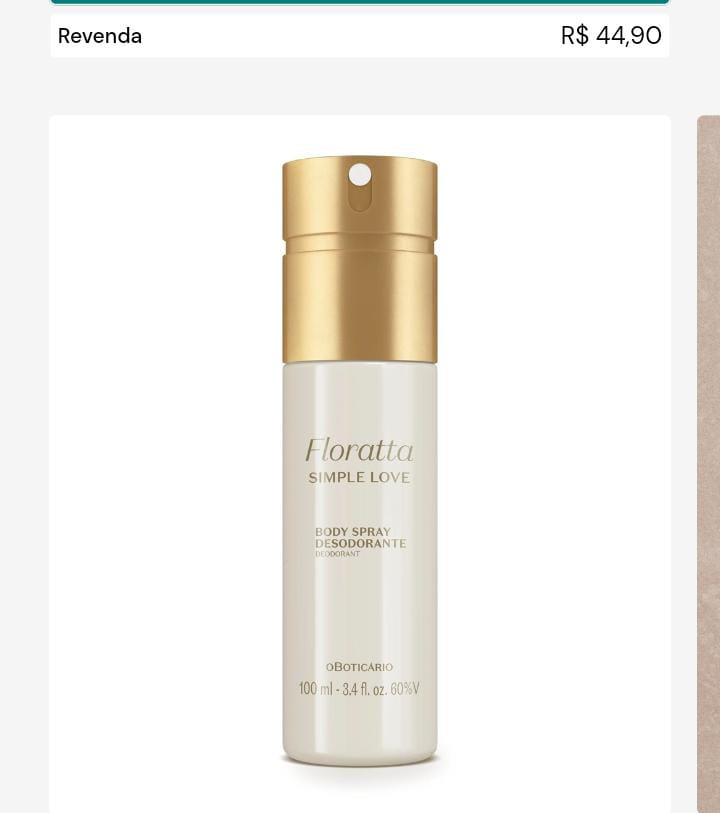 Revenda
R$ 44,90
Floratta
SIMPLE LOVE
BODY SPRAY
DESODORANTE
DEODORANT
oBOTICÁRIO
100 ml - 3,4 fl. oz. 60%V